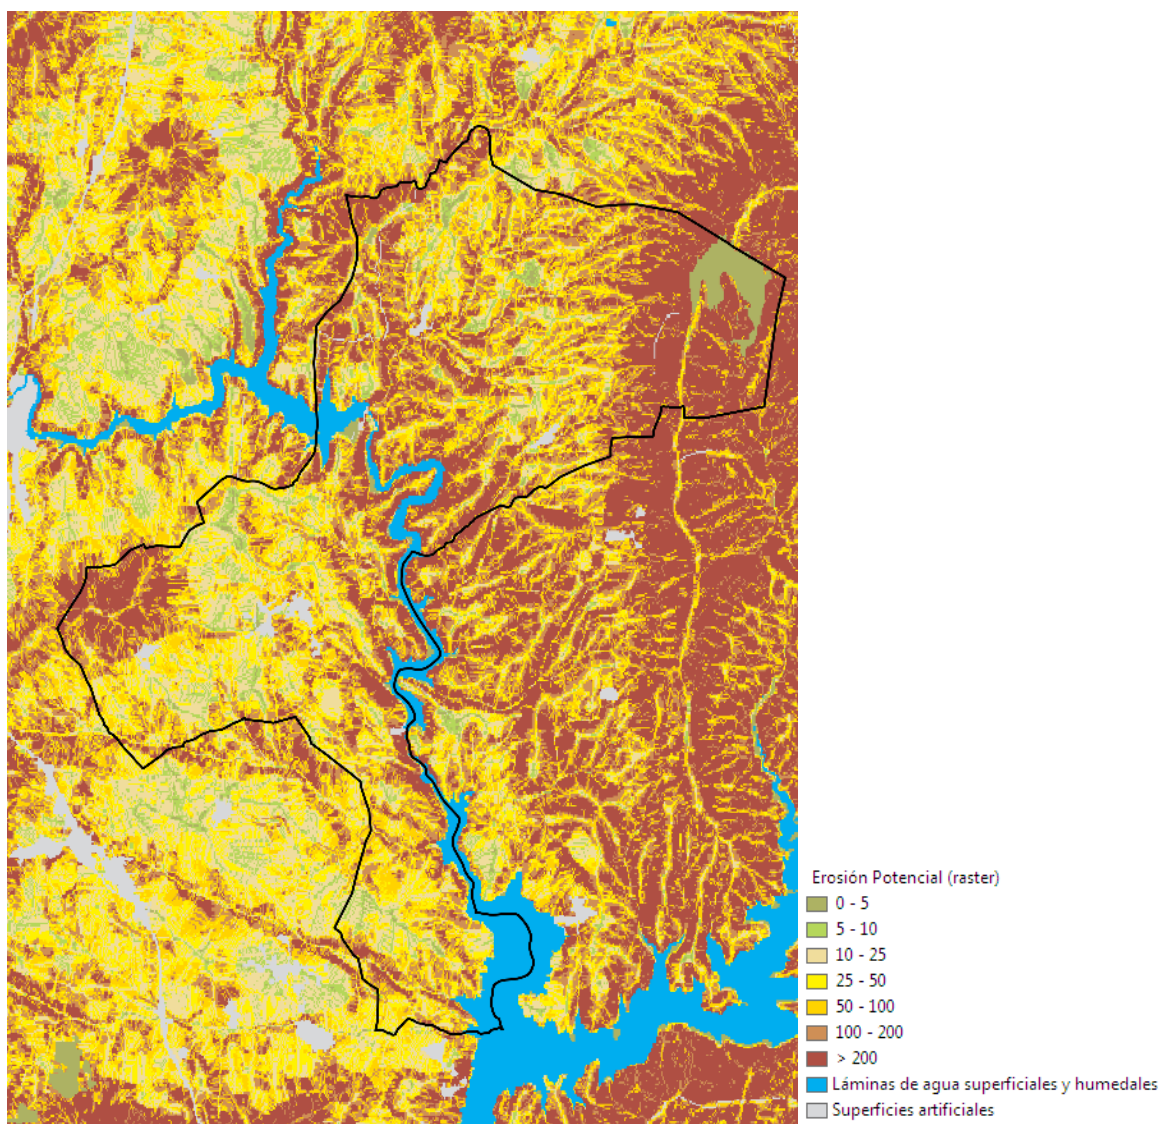 Erosión Potencial (raster)
0 - 5
5 - 10
10 - 25
25 - 50
50 - 100
100 - 200
> 200
Láminas de agua superficiales y humedales
Superficies artificiales